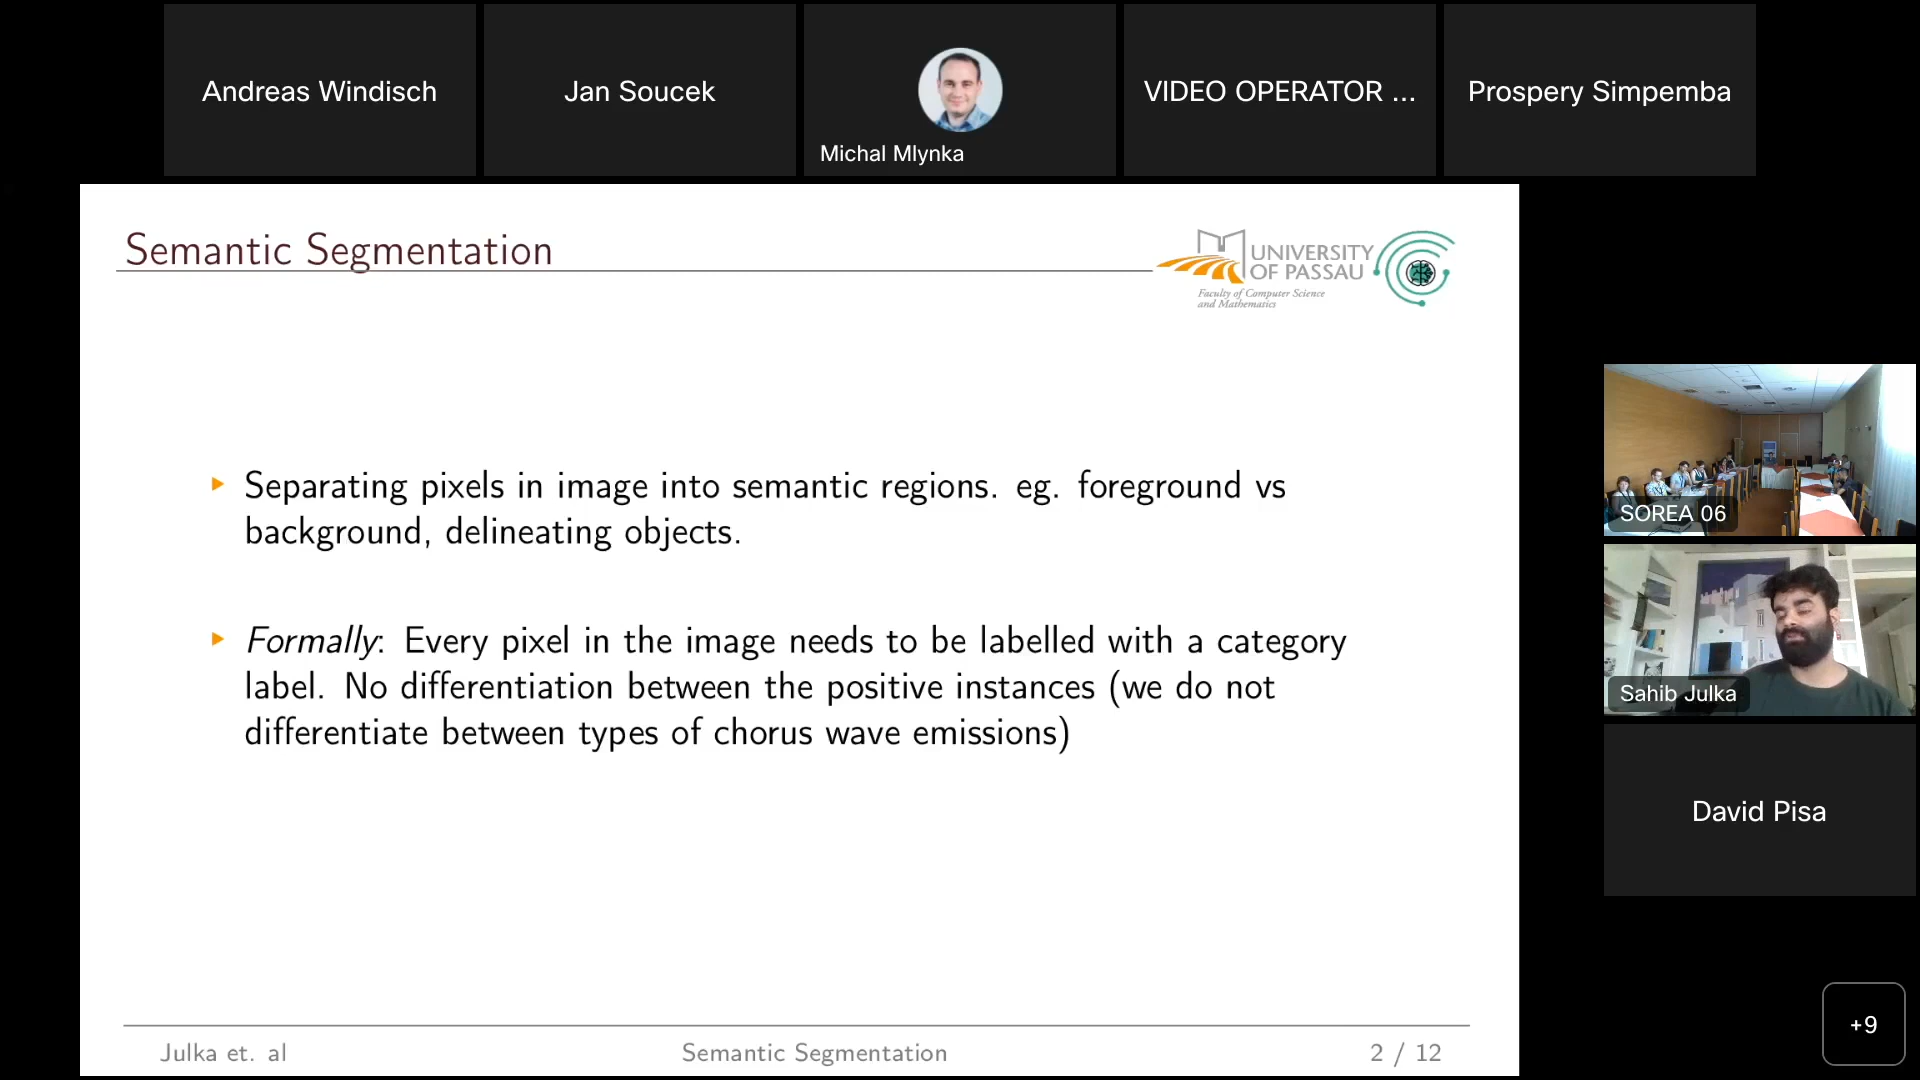 Andreas Windisch
Jan Soucek
Michal Mlynka
VIDEO OPERATOR ...
Prospery Simpemba
Semantic Segmentation
UNIVERSITY
OF PASSAU
Faculty of Computer Science
and Mathematics
Separating pixels in image into semantic regions. eg. foreground vs
background, delineating objects.
Formally: Every pixel in the image needs to be labelled with a category
label. No differentiation between the positive instances (we do not
differentiate between types of chorus wave emissions)
Julka et. al
Semantic Segmentation
2 / 12
SOREA 06
Sahib Julka
David Pisa
+9